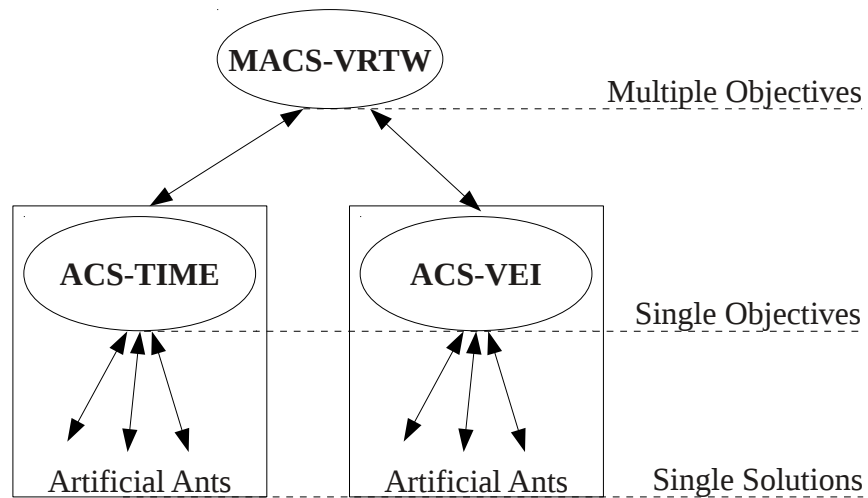 MACS-VRTW
Multiple Objectives
ACS-TIME
ACS-VEI
Single Objectives
Artificial Ants
Artificial Ants
Single Solutions